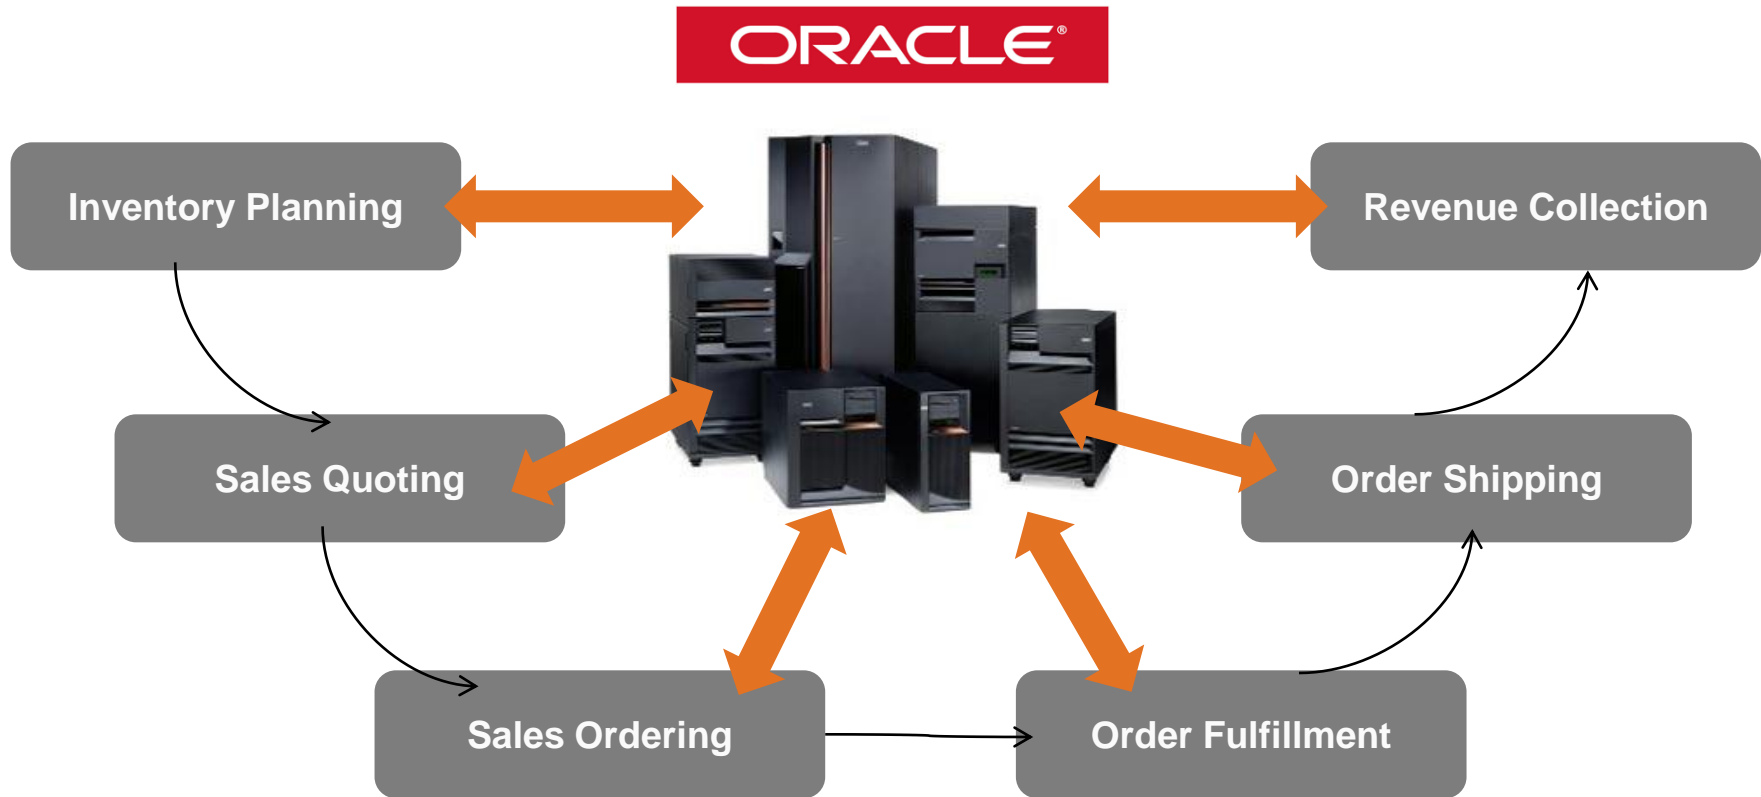 ORACLE®
Inventory Planning
Revenue Collection
Sales Quoting
Order Shipping
Sales Ordering
Order Fulfillment